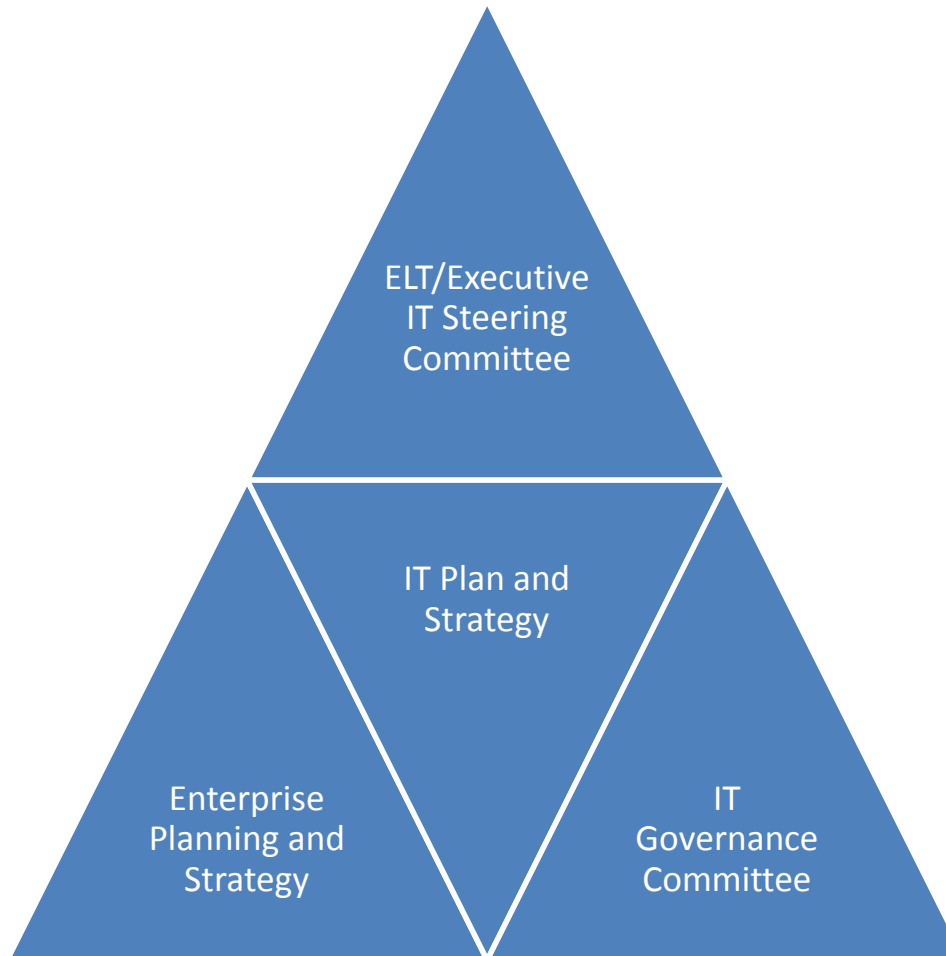 ELT/Executive
IT Steering
Committee
IT Plan and
Strategy
Enterprise
Planning and
Strategy
IT
Governance
Committee